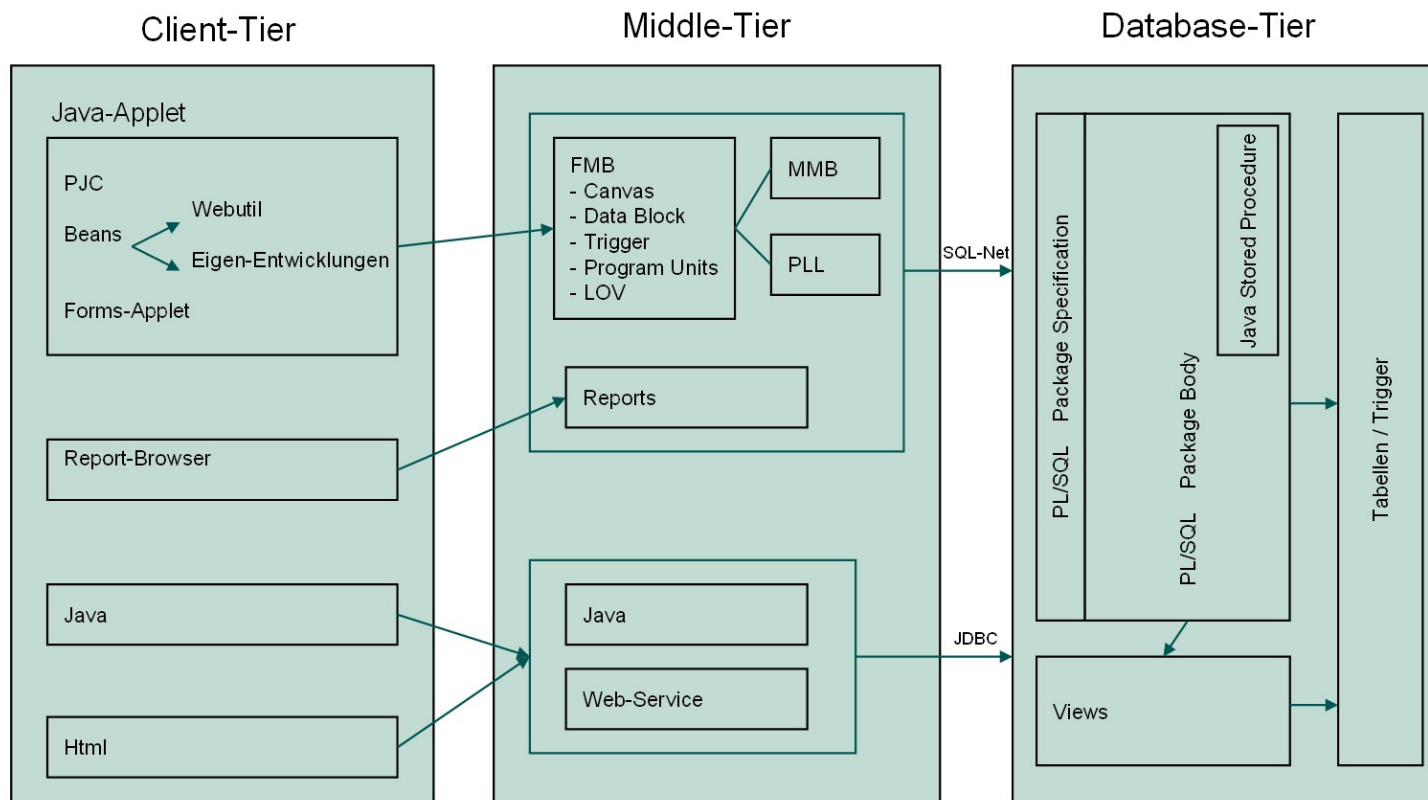 Client-Tier
Middle-Tier
Database-Tier
Java-Applet
PJC
Beans
Webutil
Eigen-Entwicklungen
Forms-Applet
Report-Browser
Java
Html
FMB
- Canvas
- Data Block
- Trigger
- Program Units
- LOV
MMB
PLL
Reports
Java
Web-Service
SQL-Net
JDBC
PL/SQL Package Specification
PL/SQL Package Body
Java Stored Procedure
Views
Tabellen / Trigger